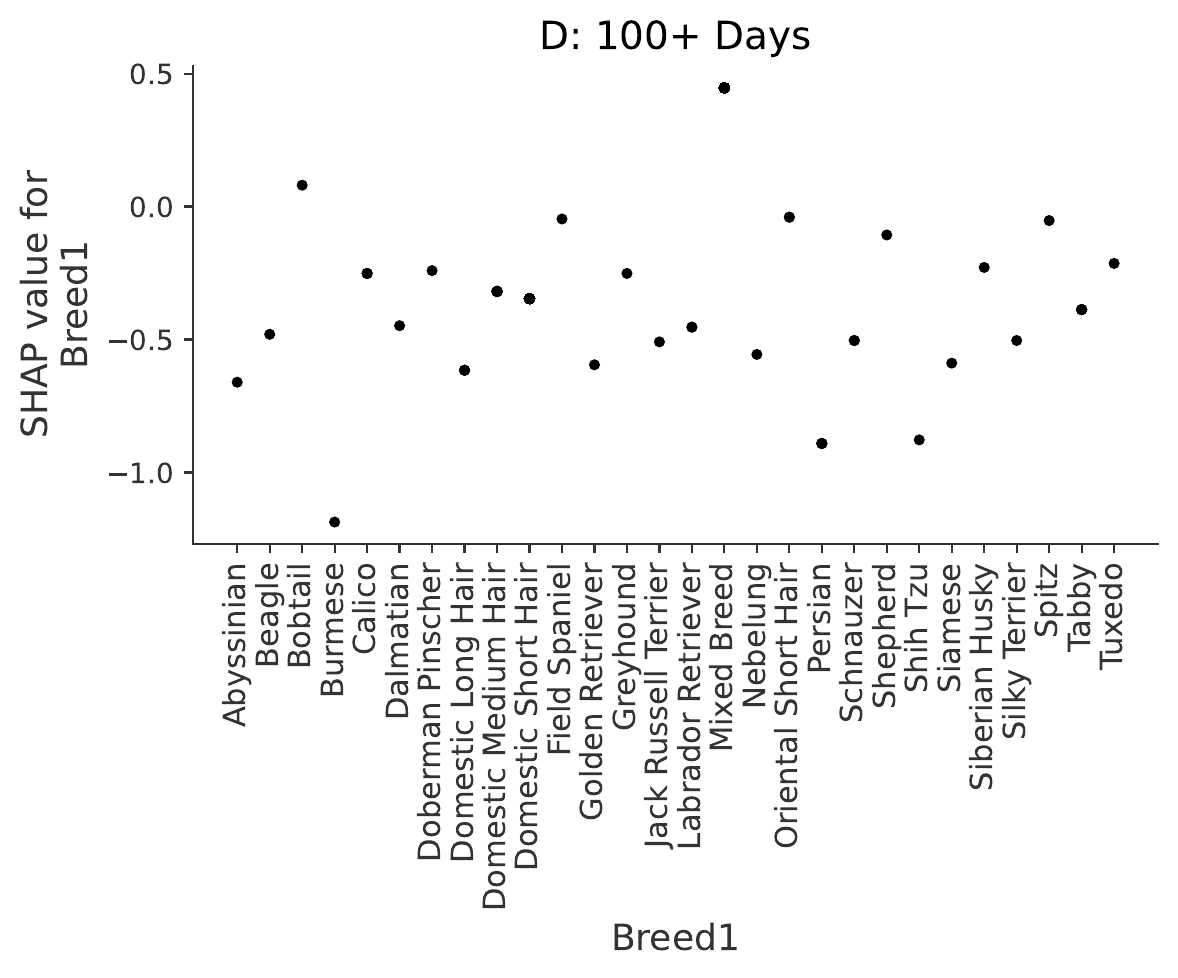 D: 100+ Days
SHAP value for
Breed1
0.5
0.0
−0.5
−1.0
Abyssinian
Beagle
Bobtail
Burmese
Calico
Dalmatian
Doberman Pinscher
Domestic Long Hair
Domestic Medium Hair
Domestic Short Hair
Field Spaniel
Golden Retriever
Greyhound
Jack Russell Terrier
Labrador Retriever
Mixed Breed
Nebelung
Oriental Short Hair
Persian
Schnauzer
Shepherd
Shih Tzu
Siamese
Siberian Husky
Silky Terrier
Spitz
Tabby
Tuxedo
Breed1